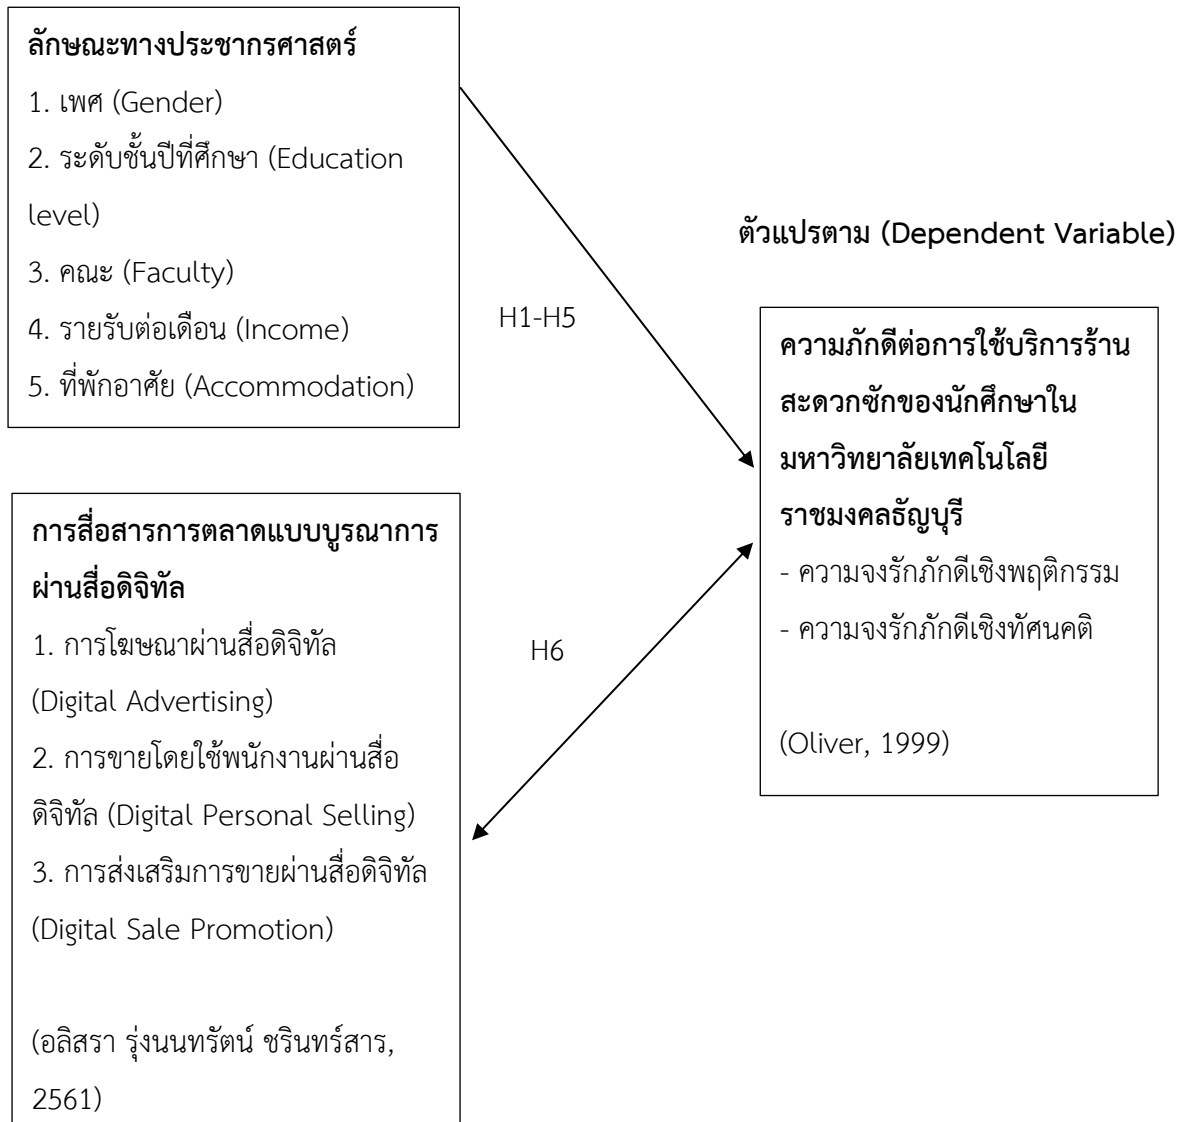 ลักษณะทางประชากรศาสตร์
1. เพศ (Gender)
2. ระดับชั้นปีที่ศึกษา (Education
level)
3. คณะ (Faculty)
4. รายรับต่อเดือน (Income)
5. ที่พักอาศัย (Accommodation)
H1-H5
ตัวแปรตาม (Dependent Variable)
ความภักดีต่อการใช้บริการร้าน
สะดวกซักของนักศึกษาใน
มหาวิทยาลัยเทคโนโลยี
ราชมงคลธัญบุรี
- ความจงรักภักดีเชิงพฤติกรรม
- ความจงรักภักดีเชิงทัศนคติ
(Oliver, 1999)
การสื่อสารการตลาดแบบบูรณาการ
ผ่านสื่อดิจิทัล
1. การโฆษณาผ่านสื่อดิจิทัล
(Digital Advertising)
2. การขายโดยใช้พนักงานผ่านสื่อ
ดิจิทัล (Digital Personal Selling)
3. การส่งเสริมการขายผ่านสื่อดิจิทัล
(Digital Sale Promotion)
(อลิสรา รุ่งนนทรัตน์ ชรินทร์สาร,
2561)
H6